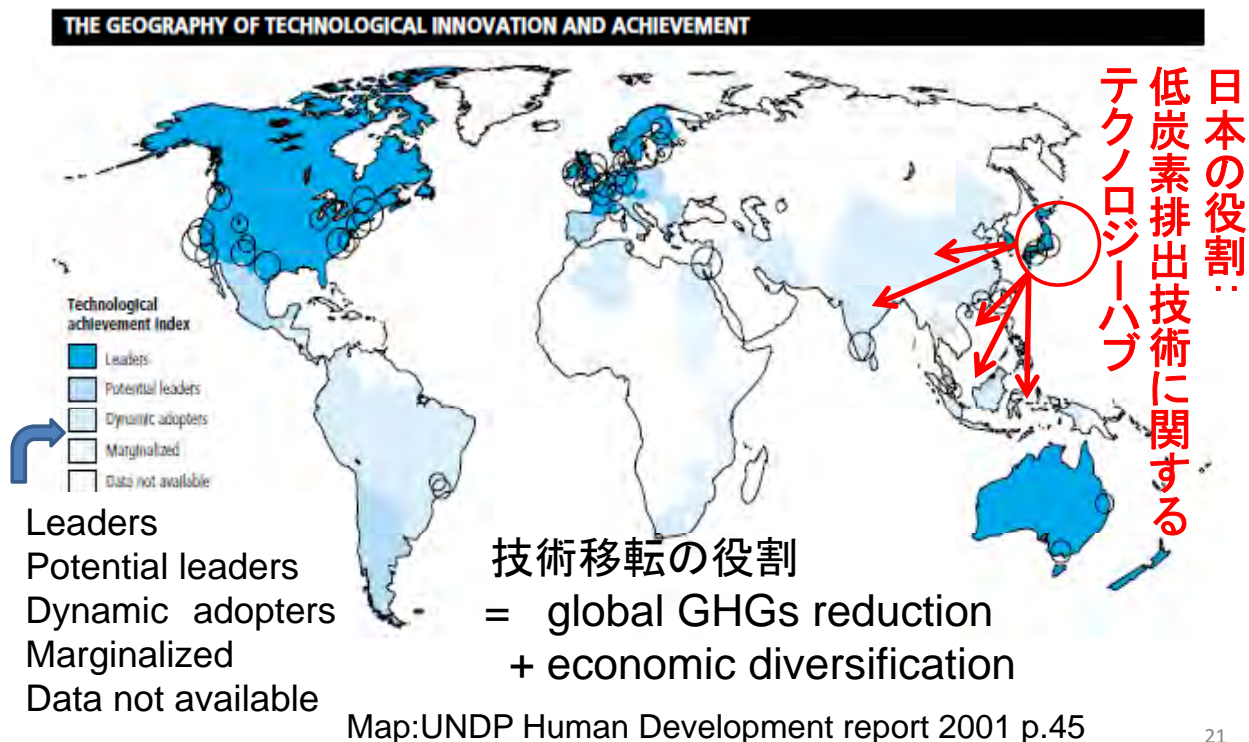 THE GEOGRAPHY OF TECHNOLOGICAL INNOVATION AND ACHIEVEMENT
日本の役割:
低炭素排出技術に関する
テクノロジーハブ
Technological
achievement Index
Leaders
Potential leaders
Dynamic adopters
Marginalized
Data not available
Leaders
Potential leaders
Dynamic adopters
Marginalized
Data not available
技術移転の役割
= global GHGs reduction
+ economic diversification
Map:UNDP Human Development report 2001 p.45
21